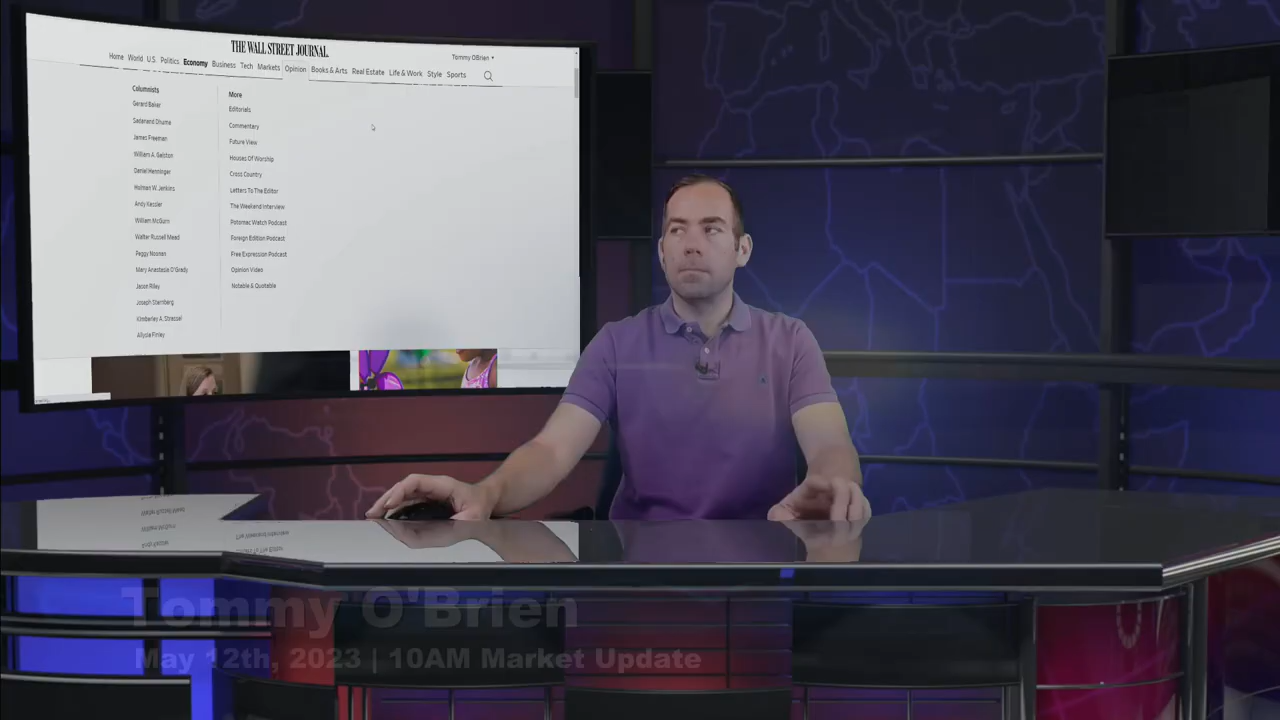 THE WALL STREET JOURNAL.
Tommy O'Brien
Home World U.S. Politics Economy Business Tech Markets Opinion Books & Arts Real Estate Life & Work Style Sports
Columnists
Gerard Baker
Sadanand Dhume
James Freeman
William A. Galston
Daniel Henninger
Holman W. Jenkins
Andy Kessler
William McGurn
Walter Russell Mead
Peggy Noonan
Mary Anastasia O'Grady
Jason Riley
Joseph Sternberg
Kimberley A. Strassel
Allysia Finley
More
Editorials
Commentary
Future View
Houses Of Worship
Cross Country
Letters To The Editor
The Weekend Interview
Potomac Watch Podcast
Foreign Edition Podcast
Free Expression Podcast
Opinion Video
Notable & Quotable
Tommy O'Brien
May 12th, 2023 | 10AM Market Update